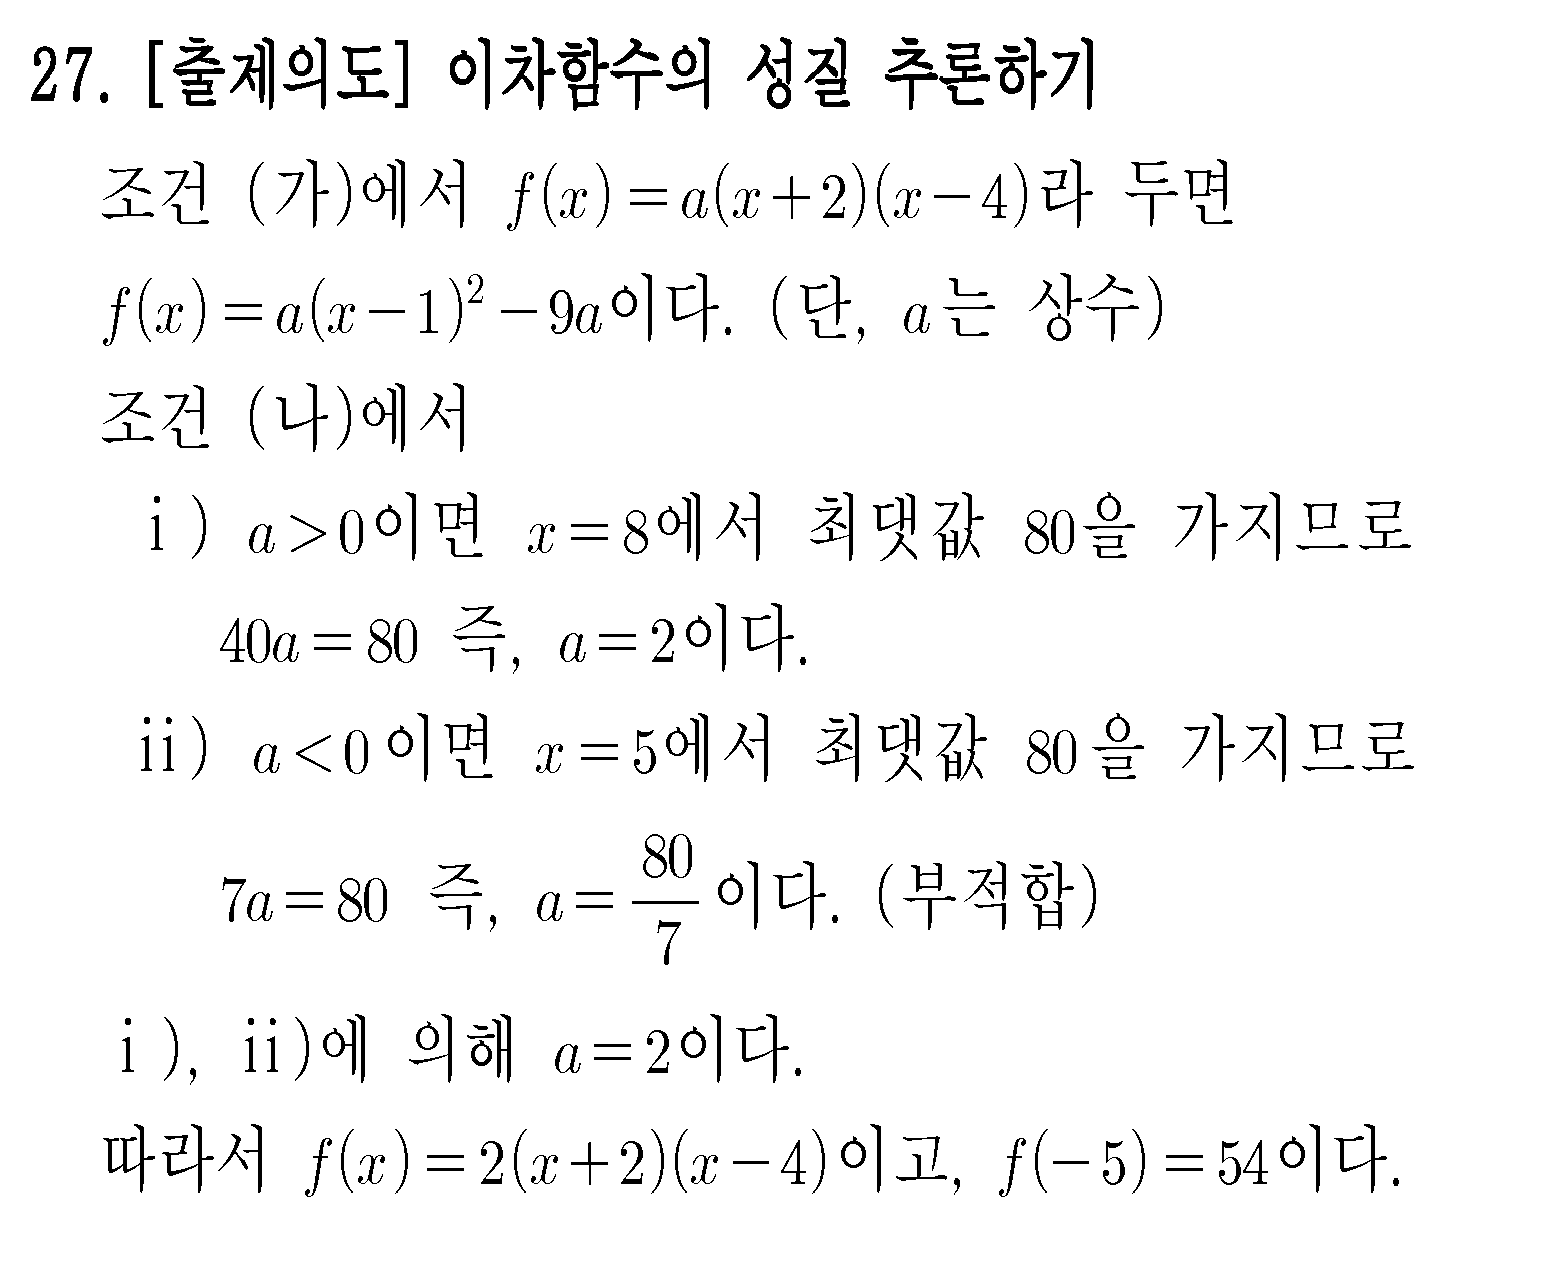 27. [출제의도] 이차함수의 성질 추론하기
조건 (가)에서 f(x)=a(x+2)(x-4)라 두면
f(x)=a(x-1)²-9a이다. (단, a는 상수)
조건 (나)에서
i) a>0이면 x=8에서 최댓값 80을 가지므로
40a=80 즉, a=2이다.
ii) a<0이면 x=5에서 최댓값 80을 가지므로
7a=80 즉, a=80/7이다. (부적합)
i), ii)에 의해 a=2이다.
따라서 f(x)=2(x+2)(x-4)이고, f(-5)=54이다.